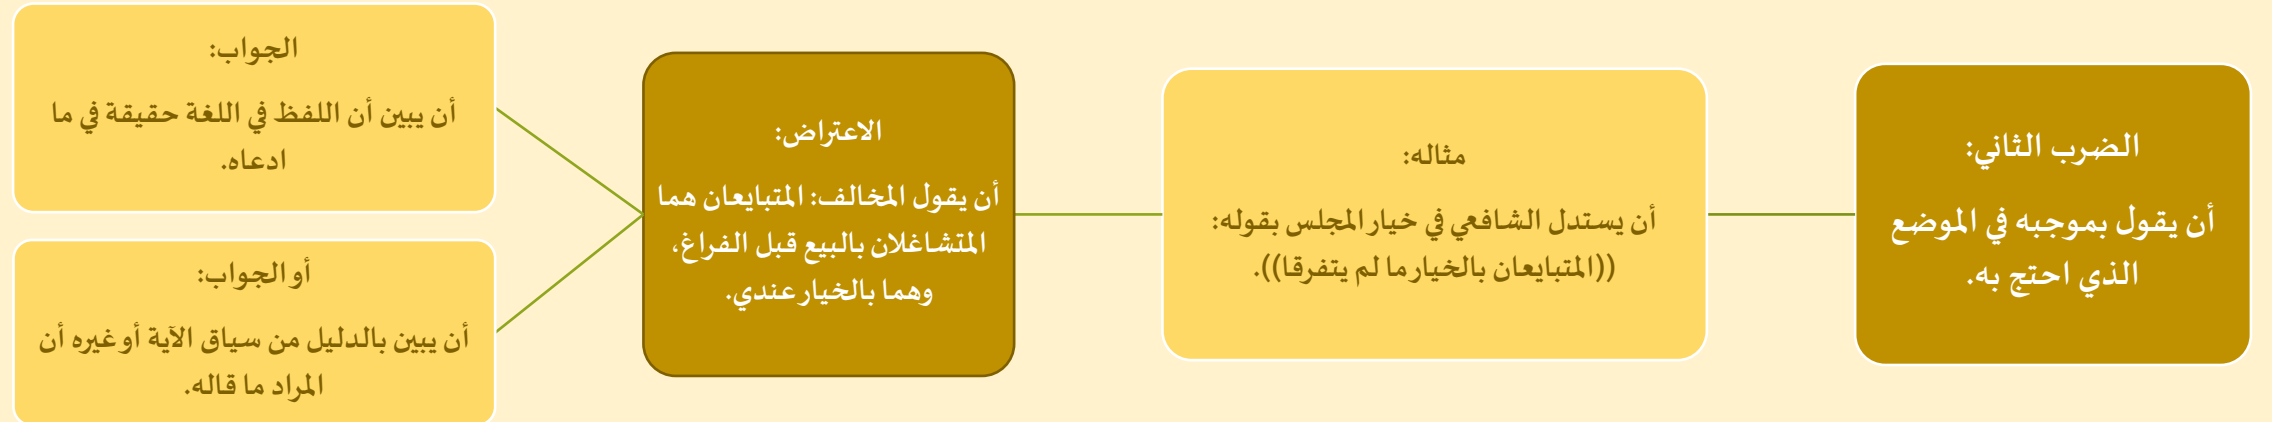 الضرب الثاني:
أن يقول بموجبه في الموضع
الذي احتج به.
مثاله:
أن يستدل الشافعي في خيار المجلس بقوله:
((المتبايعان بالخيار ما لم يتفرقا)).
الاعتراض:
أن يقول المخالف: المتبايعان هما
المتشاغلان بالبيع قبل الفراغ،
وهما بالخيار عندي.
الجواب:
أن يبين أن اللفظ في اللغة حقيقة في ما
ادعاه.
أو الجواب:
أن يبين بالدليل من سياق الآية أو غيره أن
المراد ما قاله.